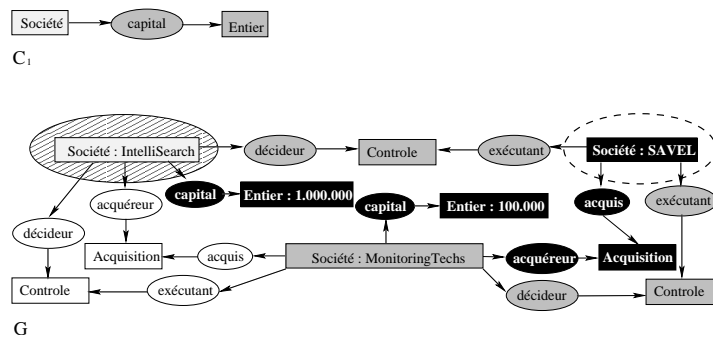 Société capital Entier
C1
Société : IntelliSearch décideur Controle exécutant Société : SAVEL
capital Entier : 1.000.000 capital Entier : 100.000 acquis exécutant
acquéreur
décideur
Acquisition acquis Société : MonitoringTechs acquéreur Acquisition
Controle exécutant décideur Controle
G